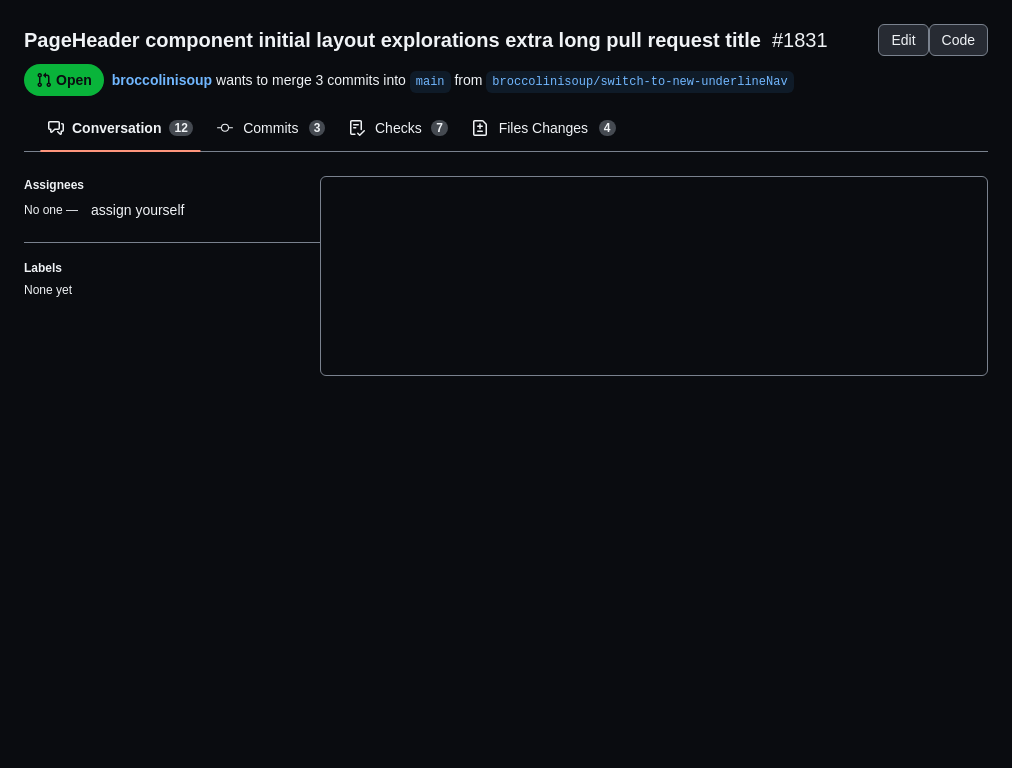 PageHeader component initial layout explorations extra long pull request title #1831 Edit Code
Open broccolinisoup wants to merge 3 commits into main from broccolinisoup/switch-to-new-underlineNav
Conversation 12 Commits 3 Checks 7 Files Changes 4
Assignees
No one — assign yourself
Labels
None yet